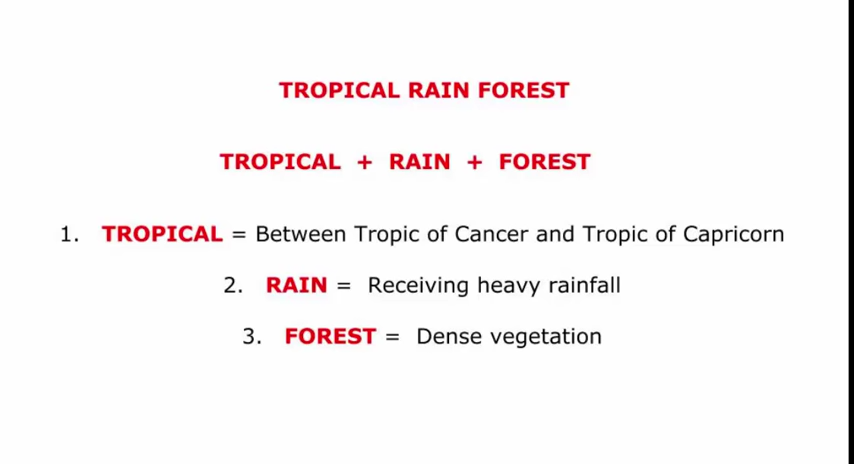 TROPICAL RAIN FOREST
TROPICAL + RAIN + FOREST
1. TROPICAL = Between Tropic of Cancer and Tropic of Capricorn
2. RAIN = Receiving heavy rainfall
3. FOREST = Dense vegetation